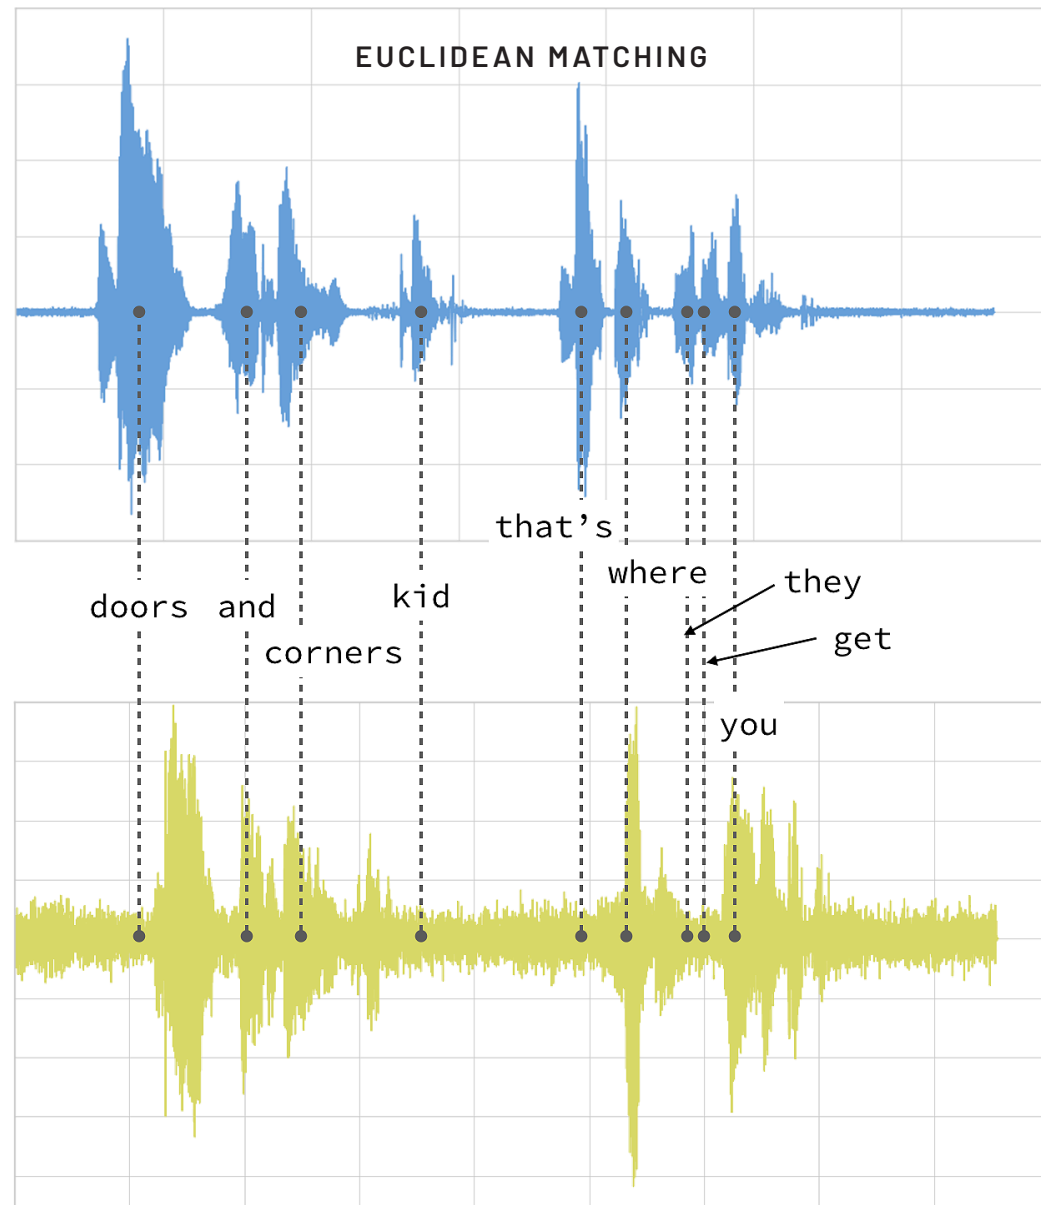 EUCLIDEAN MATCHING
that’s
where
they
kid
doors and
get
corners
you